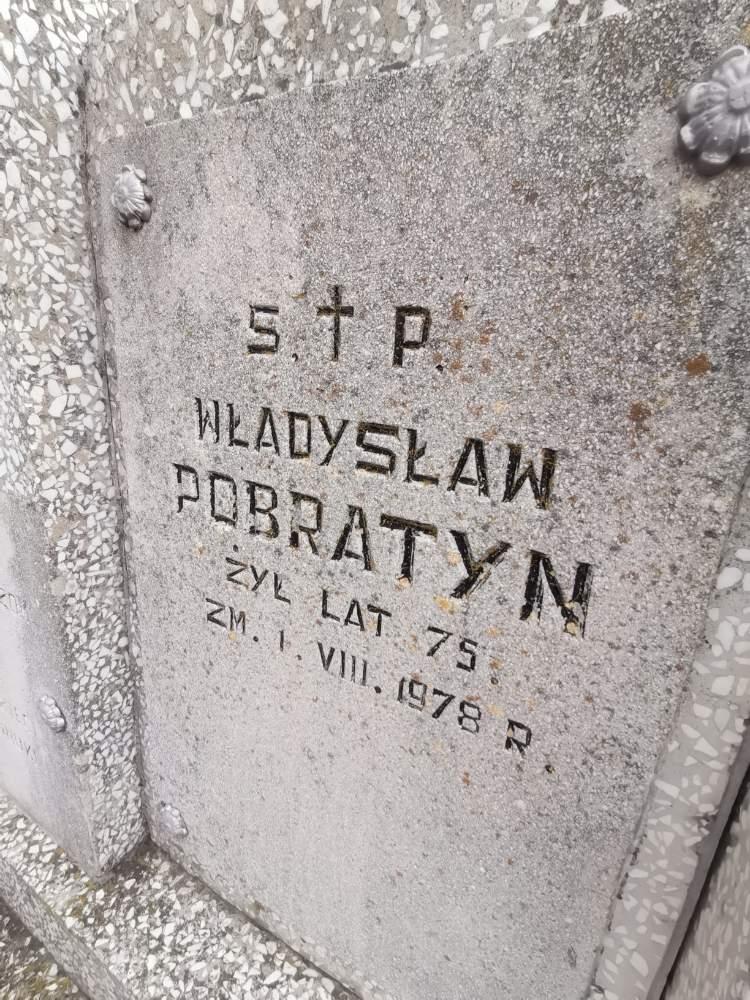 S. † P.
WŁADYSŁAW
POBRATYN
ŻYŁ LAT 75.
ZM. 1. VIII. 1978 R.